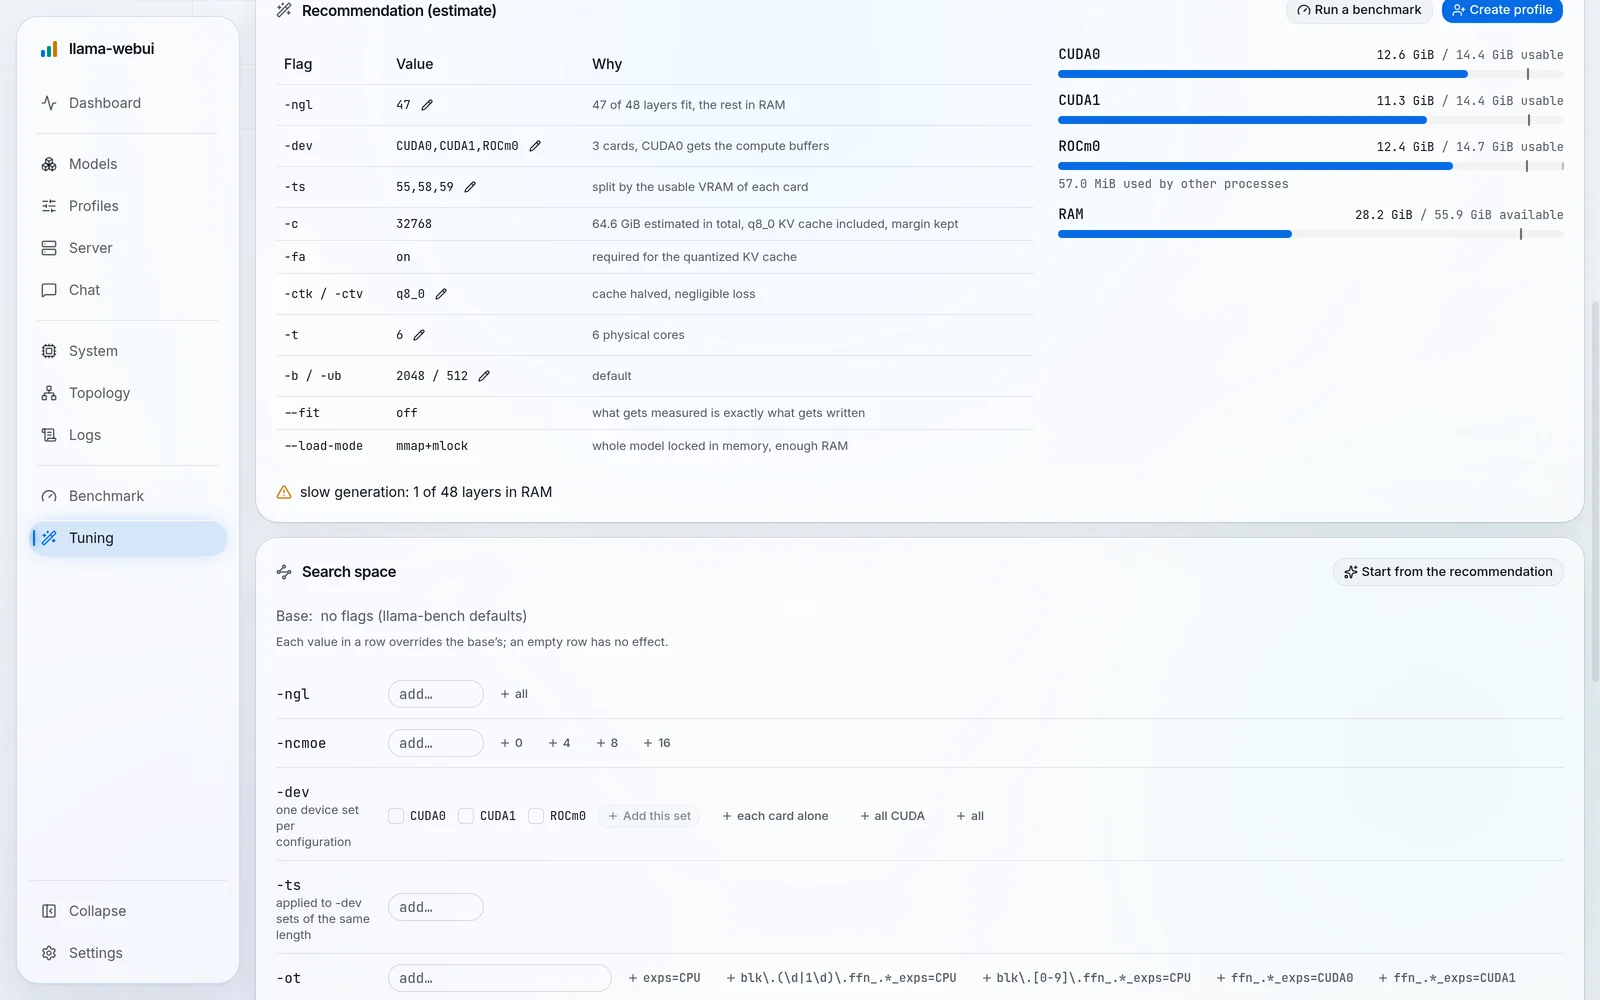 llama-webui
Dashboard
Models
Profiles
Server
Chat
System
Topology
Logs
Benchmark
Tuning
Collapse
Settings
Recommendation (estimate)
Run a benchmark
Create profile
Flag Value Why
-ngl 47 47 of 48 layers fit, the rest in RAM
-dev CUDA0,CUDA1,ROCm0 3 cards, CUDA0 gets the compute buffers
-ts 55,58,59 split by the usable VRAM of each card
-c 32768 64.6 GiB estimated in total, q8_0 KV cache included, margin kept
-fa on required for the quantized KV cache
-ctk / -ctv q8_0 cache halved, negligible loss
-t 6 6 physical cores
-b / -ub 2048 / 512 default
--fit off what gets measured is exactly what gets written
--load-mode mmap+mlock whole model locked in memory, enough RAM
slow generation: 1 of 48 layers in RAM
CUDA0 12.6 GiB / 14.4 GiB usable
CUDA1 11.3 GiB / 14.4 GiB usable
ROCm0 12.4 GiB / 14.7 GiB usable
57.0 MiB used by other processes
RAM 28.2 GiB / 55.9 GiB available
Search space
Start from the recommendation
Base: no flags (llama-bench defaults)
Each value in a row overrides the base's; an empty row has no effect.
-ngl add… + all
-ncmoe add… + 0 + 4 + 8 + 16
-dev
one device set
per
configuration
CUDA0 CUDA1 ROCm0 + Add this set + each card alone + all CUDA + all
-ts
applied to -dev
sets of the same
length
add…
-ot add… + exps=CPU + blk\.(\d|1\d)\.ffn_.*_exps=CPU + blk\.[0-9]\.ffn_.*_exps=CPU + ffn_.*_exps=CUDA0 + ffn_.*_exps=CUDA1